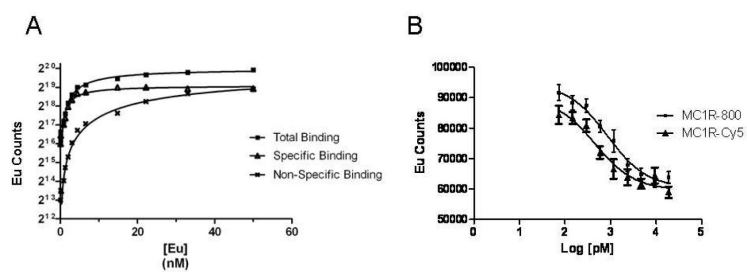 A
B
Eu Counts
2^20
2^19
2^18
2^17
2^16
2^15
2^14
2^13
2^12
0
20
40
60
[Eu]
(nM)
Total Binding
Specific Binding
Non-Specific Binding
Eu Counts
100000
90000
80000
70000
60000
50000
0
1
2
3
4
5
Log [pM]
MC1R-800
MC1R-Cy5